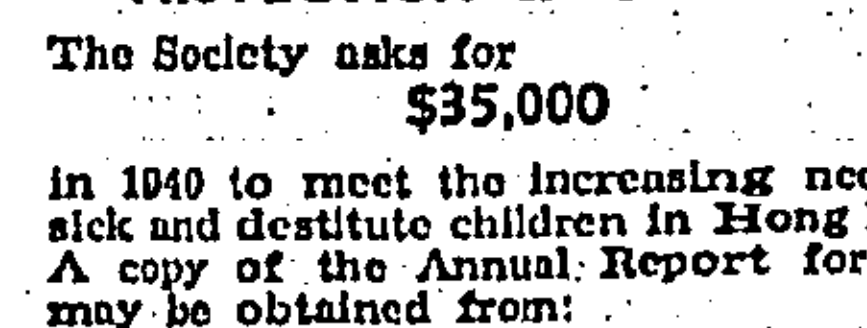 The Society asks for
$35,000
in 1940 to meet the increasing
sick and destitute children in Hong
A copy of the Annual Report for
may be obtained from: